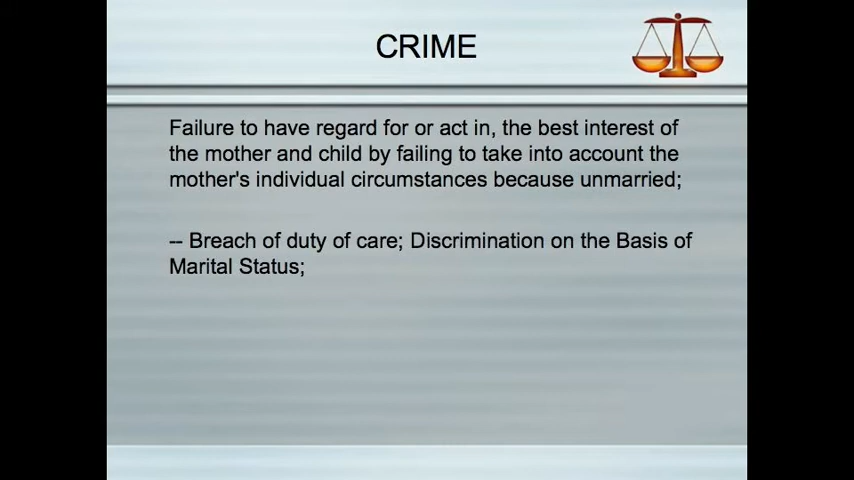 CRIME
Failure to have regard for or act in, the best interest of
the mother and child by failing to take into account the
mother's individual circumstances because unmarried;
-- Breach of duty of care; Discrimination on the Basis of
Marital Status;